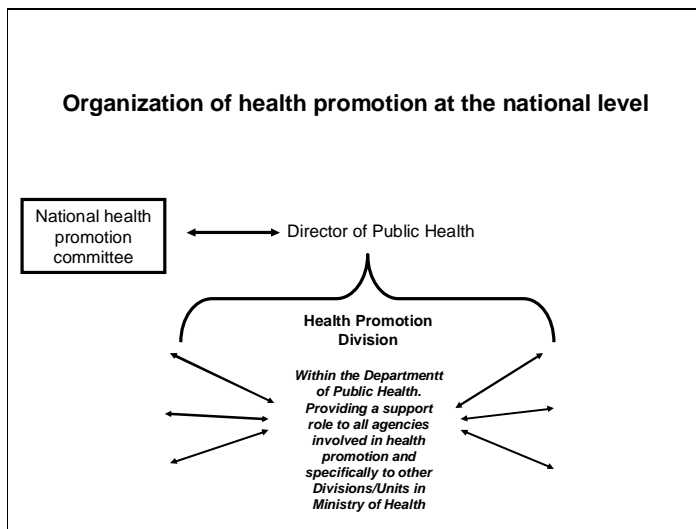 Organization of health promotion at the national level
National health
promotion
committee
Director of Public Health
Health Promotion
Division
Within the Departmentt
of Public Health.
Providing a support
role to all agencies
involved in health
promotion and
specifically to other
Divisions/Units in
Ministry of Health